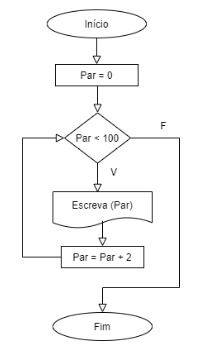 Início
Par = 0
Par < 100
F
V
Escreva (Par)
Par = Par + 2
Fim